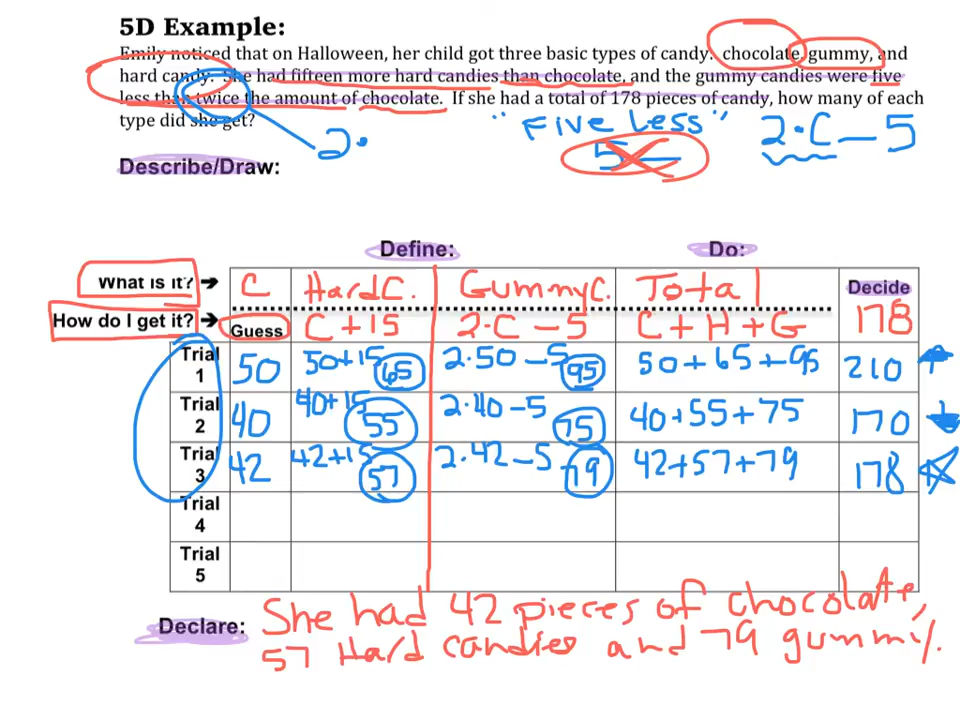 5D Example:
Emily noticed that on Halloween, her child got three basic types of candy: chocolate, gummy, and
hard candy. She had fifteen more hard candies than chocolate, and the gummy candies were five
less than twice the amount of chocolate. If she had a total of 178 pieces of candy, how many of each
type did she get?
"Five Less" 2·C – 5
2· 5 –
Describe/Draw:
Define: Do:
What is it? → C Hard C. Gummy C. Total Decide
How do I get it? → Guess C + 15 2·C – 5 C + H + G 178
Trial 1 50 50+15 65 2·50 – 5 95 50 + 65 + 95 210
Trial 2 40 40+15 55 2·40 – 5 75 40+55+75 170
Trial 3 42 42+15 57 2·42 – 5 79 42+57+79 178
Trial 4
Trial 5
Declare: She had 42 pieces of chocolate,
57 Hard candies and 79 gummy.